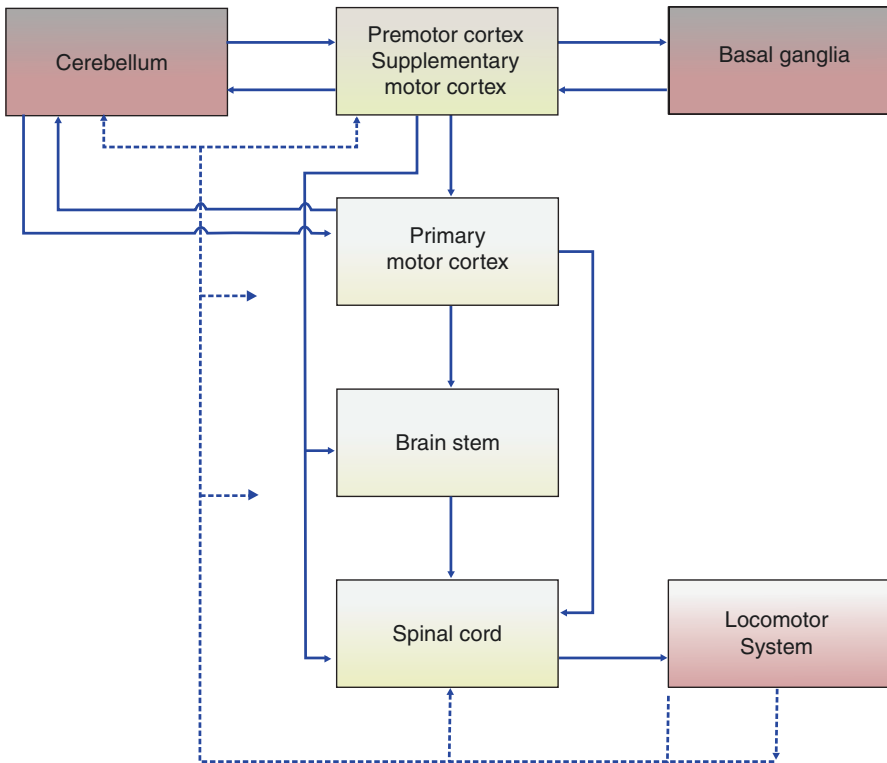 Cerebellum
Premotor cortex
Supplementary
motor cortex
Basal ganglia
Primary
motor cortex
Brain stem
Spinal cord
Locomotor
System